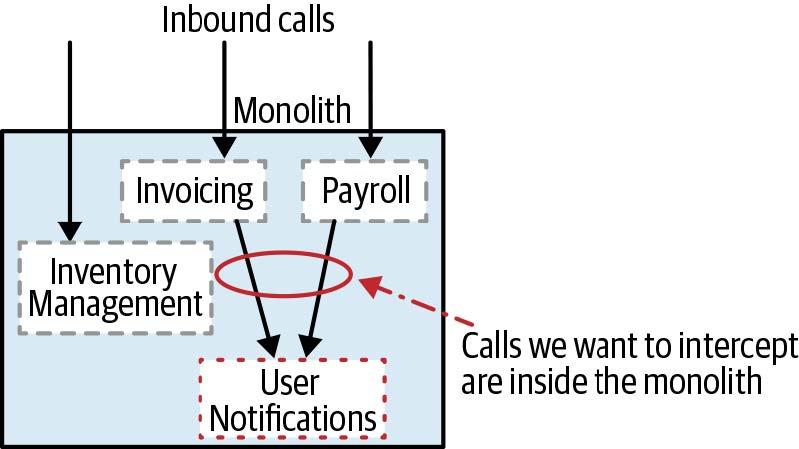 Inbound calls
Monolith
Invoicing
Payroll
Inventory
Management
Calls we want to intercept
are inside the monolith
User
Notifications